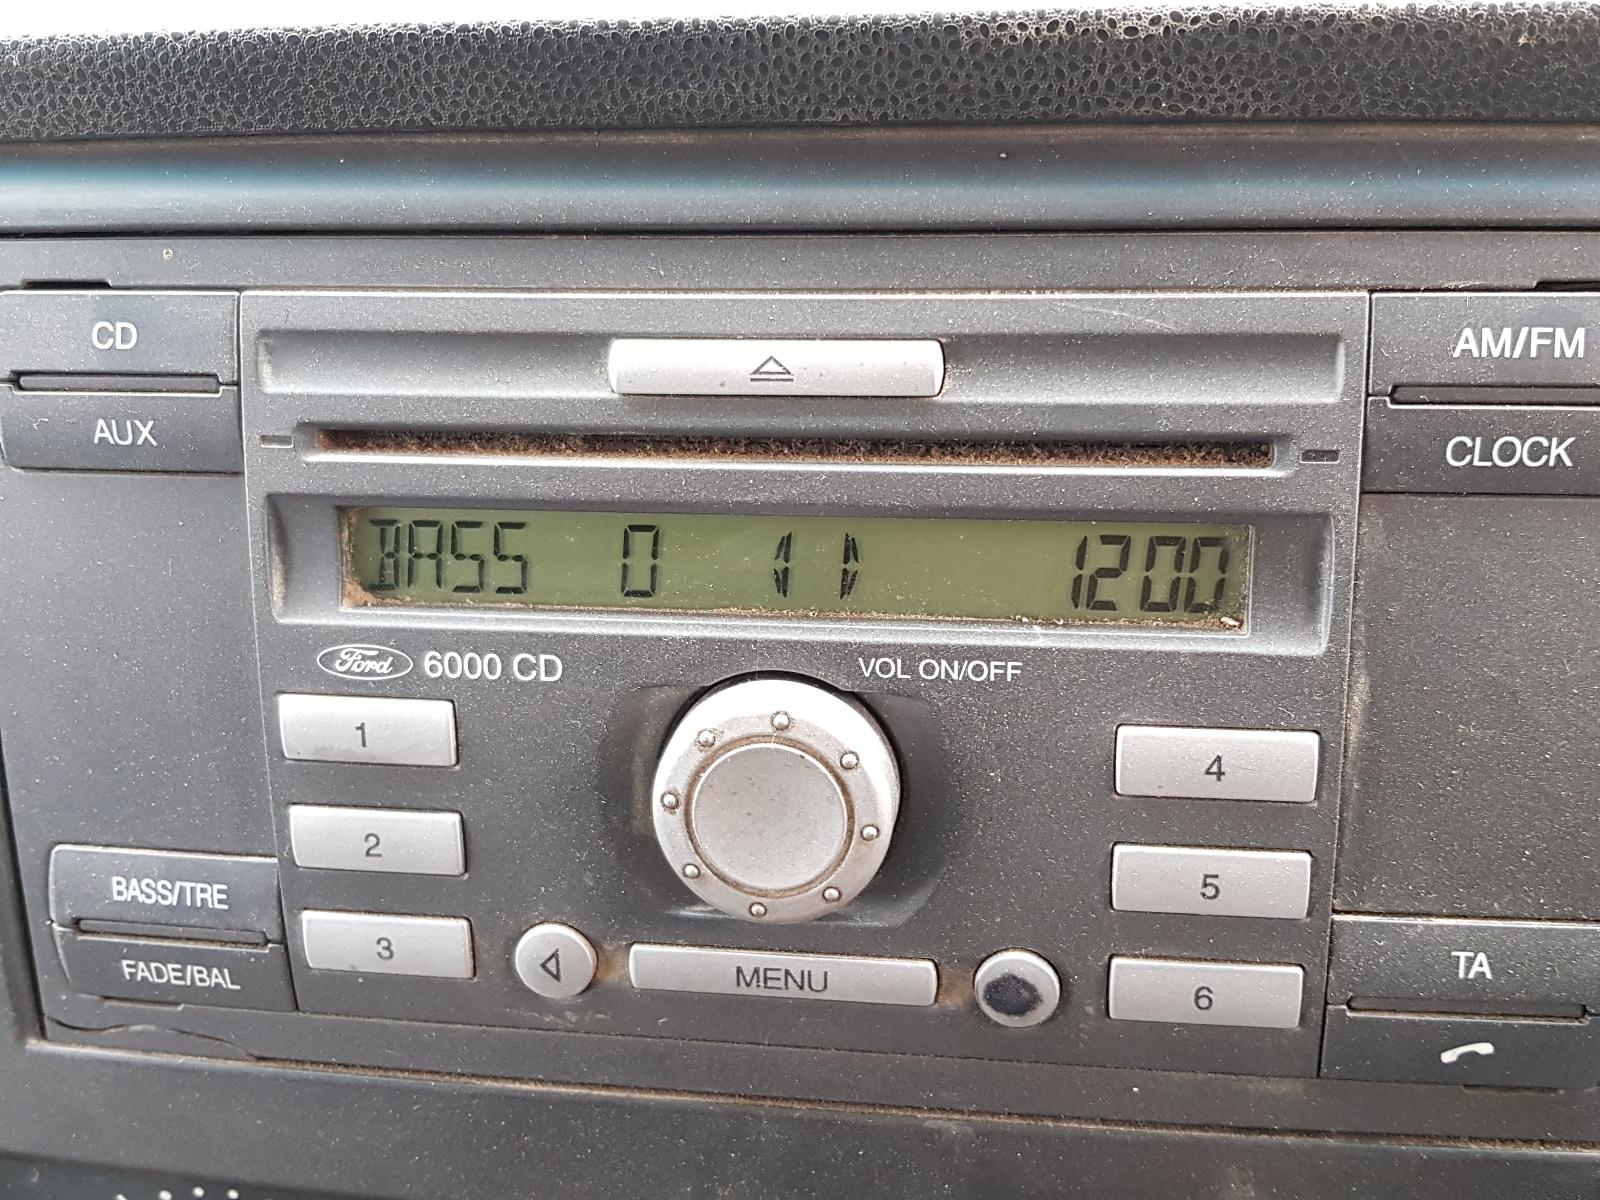 CD
AUX
AM/FM
CLOCK
BASS 0 1200
Ford 6000 CD
VOL ON/OFF
1
2
3
4
5
6
BASS/TRE
FADE/BAL
MENU
TA